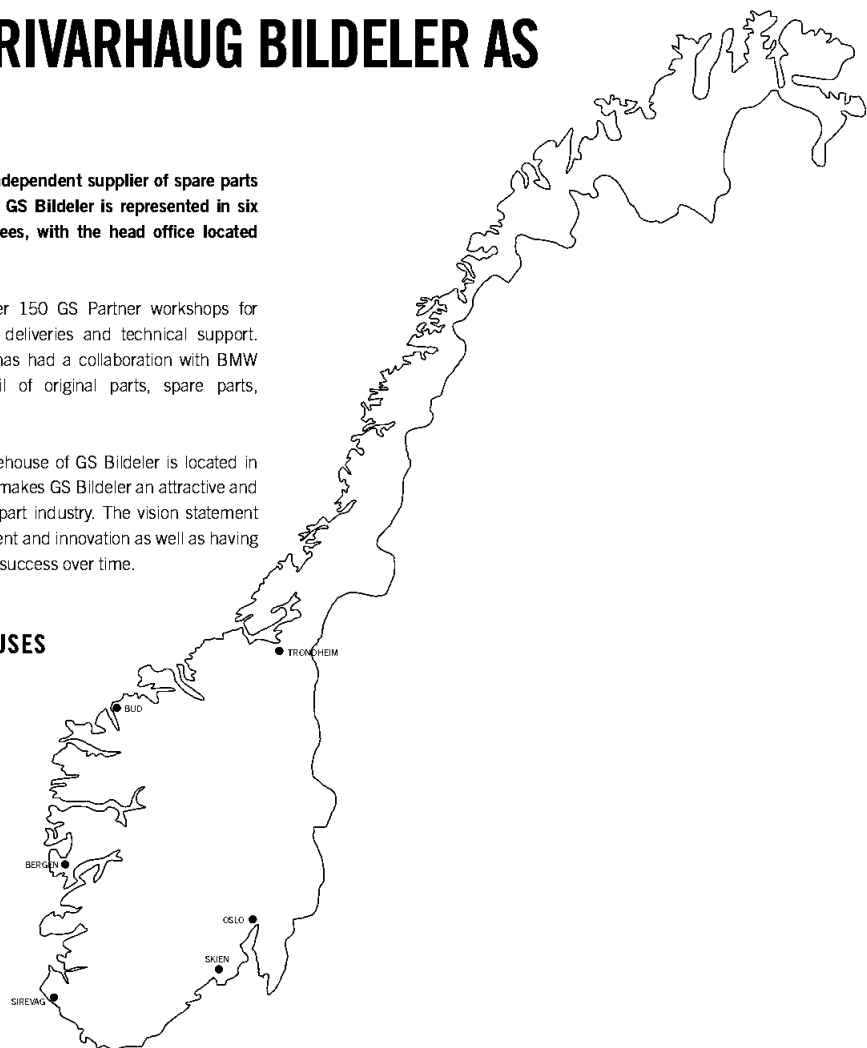 RIVARHAUG BILDELER AS
dependent supplier of spare parts
GS Bildeler is represented in six
ees, with the head office located
er 150 GS Partner workshops for
deliveries and technical support.
has had a collaboration with BMW
il of original parts, spare parts,
ehouse of GS Bildeler is located in
makes GS Bildeler an attractive and
part industry. The vision statement
ent and innovation as well as having
success over time.
USES
TRONDHEIM
BUD
BERGEN
OSLO
SKIEN
SIREVAG